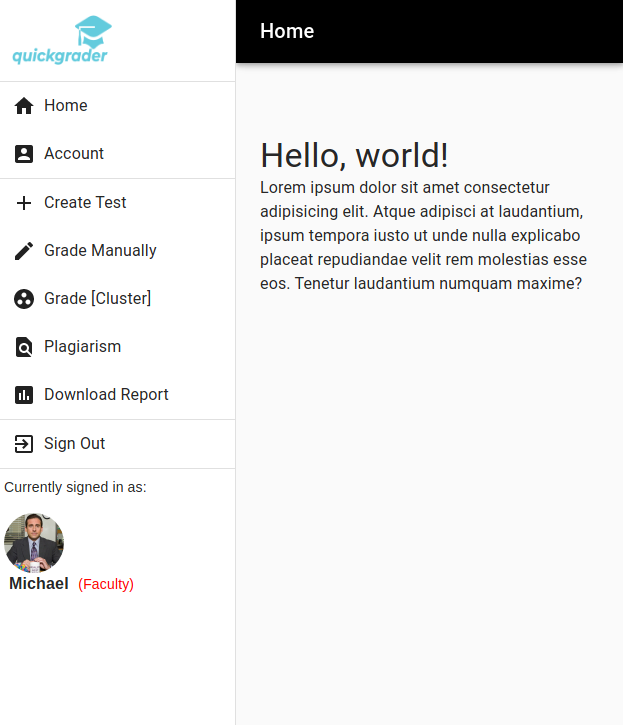 quickgrader
Home
Account
Create Test
Grade Manually
Grade [Cluster]
Plagiarism
Download Report
Sign Out
Currently signed in as:
Michael (Faculty)
Home
Hello, world!
Lorem ipsum dolor sit amet consectetur
adipisicing elit. Atque adipisci at laudantium,
ipsum tempora iusto ut unde nulla explicabo
placeat repudiandae velit rem molestias esse
eos. Tenetur laudantium numquam maxime?